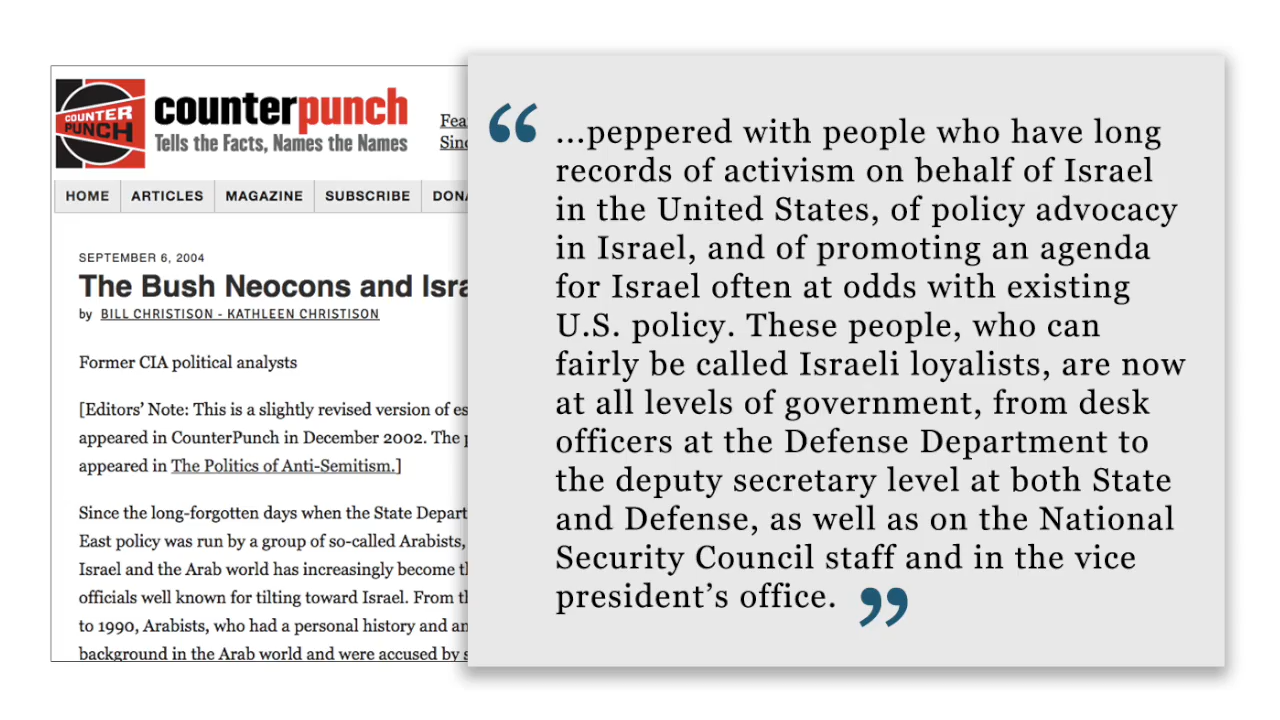 COUNTER
PUNCH
counterpunch
Tells the Facts, Names the Names
HOME ARTICLES MAGAZINE SUBSCRIBE
SEPTEMBER 6, 2004
The Bush Neocons and
by BILL CHRISTISON - KATHLEEN CHRISTISON
Former CIA political analysts
[Editors' Note: This is a slightly revised version of
appeared in CounterPunch in December 2002. The
appeared in The Politics of Anti-Semitism.]
Since the long-forgotten days when the State
East policy was run by a group of so-called Arabists,
Israel and the Arab world has increasingly become
officials well known for tilting toward Israel. From
to 1990, Arabists, who had a personal history and
background in the Arab world and were accused by
“ ...peppered with people who have long
records of activism on behalf of Israel
in the United States, of policy advocacy
in Israel, and of promoting an agenda
for Israel often at odds with existing
U.S. policy. These people, who can
fairly be called Israeli loyalists, are now
at all levels of government, from desk
officers at the Defense Department to
the deputy secretary level at both State
and Defense, as well as on the National
Security Council staff and in the vice
president’s office. ”